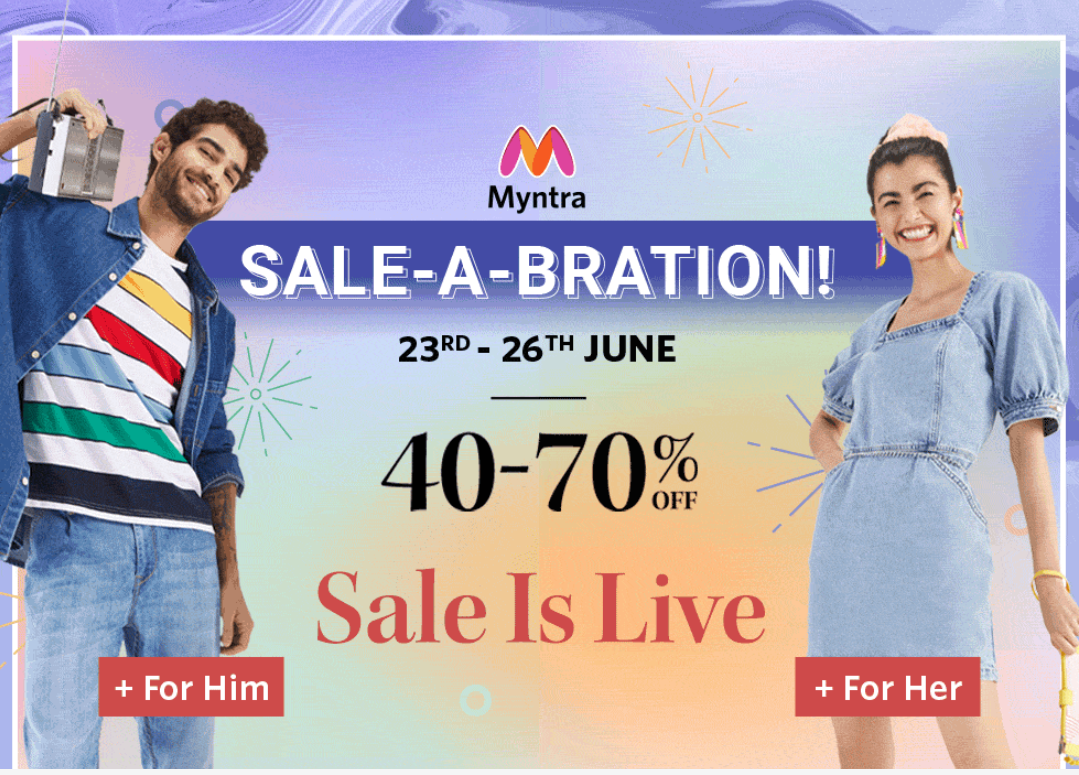 Myntra
SALE-A-BRATION!
23RD - 26TH JUNE
40-70% OFF
Sale Is Live
+ For Him
+ For Her